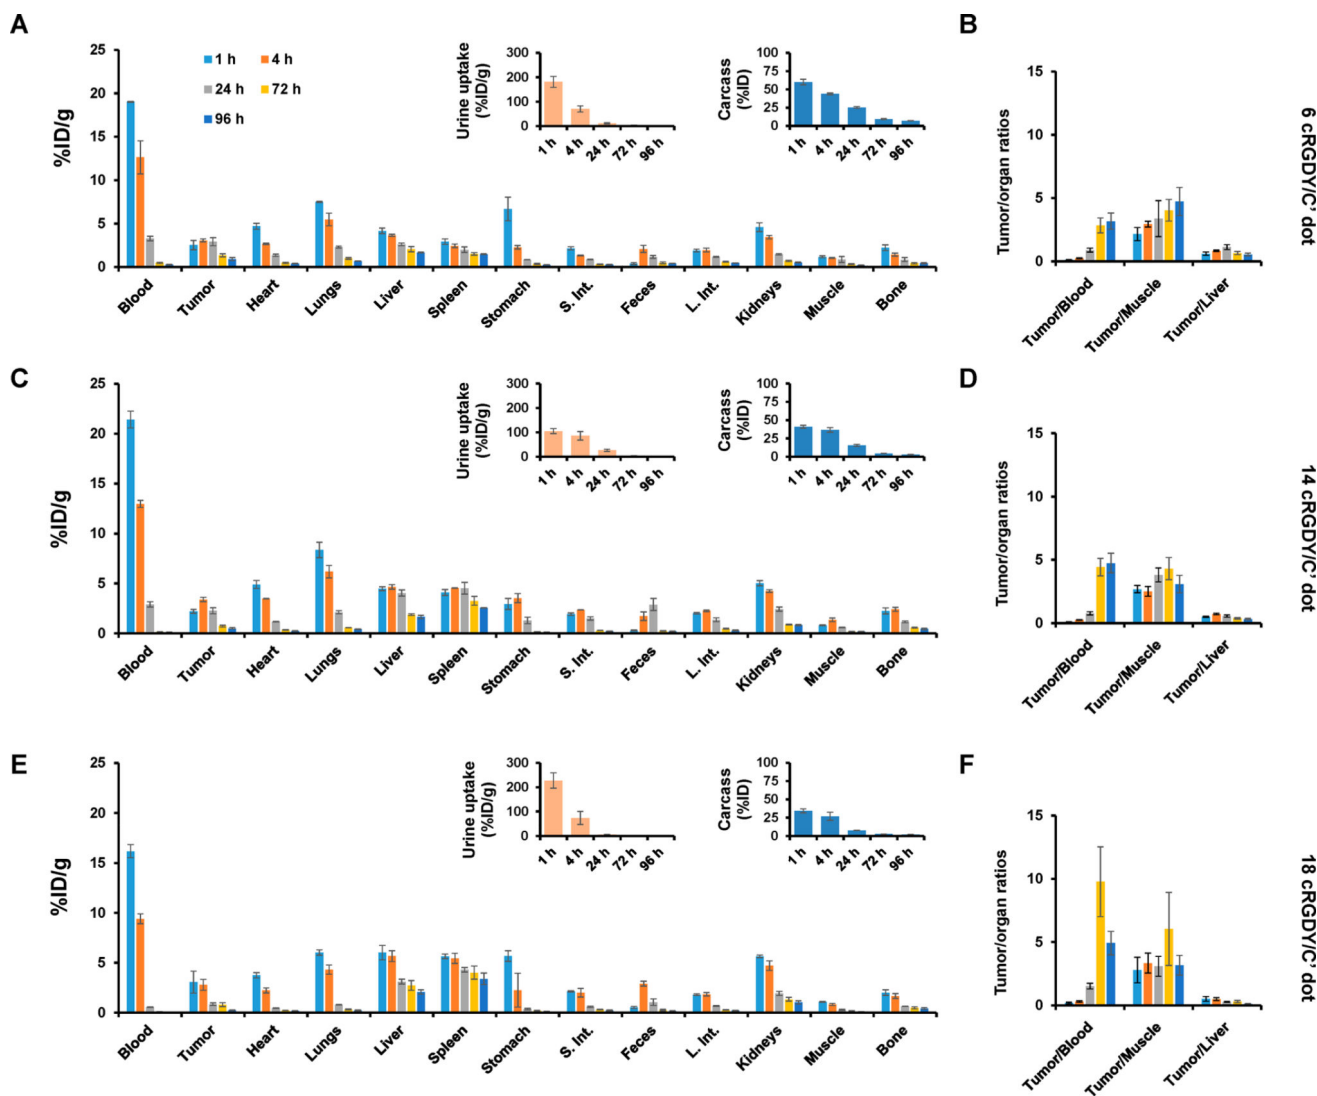 A
25
20
15
10
5
0
%ID/g
1 h
4 h
24 h
72 h
96 h
Urine uptake
(%ID/g)
300
200
100
0
1 h
4 h
24 h
72 h
96 h
Carcass
(%ID)
100
75
50
25
0
1 h
4 h
24 h
72 h
96 h
Blood
Tumor
Heart
Lungs
Liver
Spleen
Stomach
S. Int.
Feces
L. Int.
Kidneys
Muscle
Bone
B
15
10
5
0
Tumor/organ ratios
Tumor/Blood
Tumor/Muscle
Tumor/Liver
6 cRGDY/C' dot
C
25
20
15
10
5
0
%ID/g
Urine uptake
(%ID/g)
300
200
100
0
1 h
4 h
24 h
72 h
96 h
Carcass
(%ID)
100
75
50
25
0
1 h
4 h
24 h
72 h
96 h
Blood
Tumor
Heart
Lungs
Liver
Spleen
Stomach
S. Int.
Feces
L. Int.
Kidneys
Muscle
Bone
D
15
10
5
0
Tumor/organ ratios
Tumor/Blood
Tumor/Muscle
Tumor/Liver
14 cRGDY/C' dot
E
25
20
15
10
5
0
%ID/g
Urine uptake
(%ID/g)
300
200
100
0
1 h
4 h
24 h
72 h
96 h
Carcass
(%ID)
100
75
50
25
0
1 h
4 h
24 h
72 h
96 h
Blood
Tumor
Heart
Lungs
Liver
Spleen
Stomach
S. Int.
Feces
L. Int.
Kidneys
Muscle
Bone
F
15
10
5
0
Tumor/organ ratios
Tumor/Blood
Tumor/Muscle
Tumor/Liver
18 cRGDY/C' dot